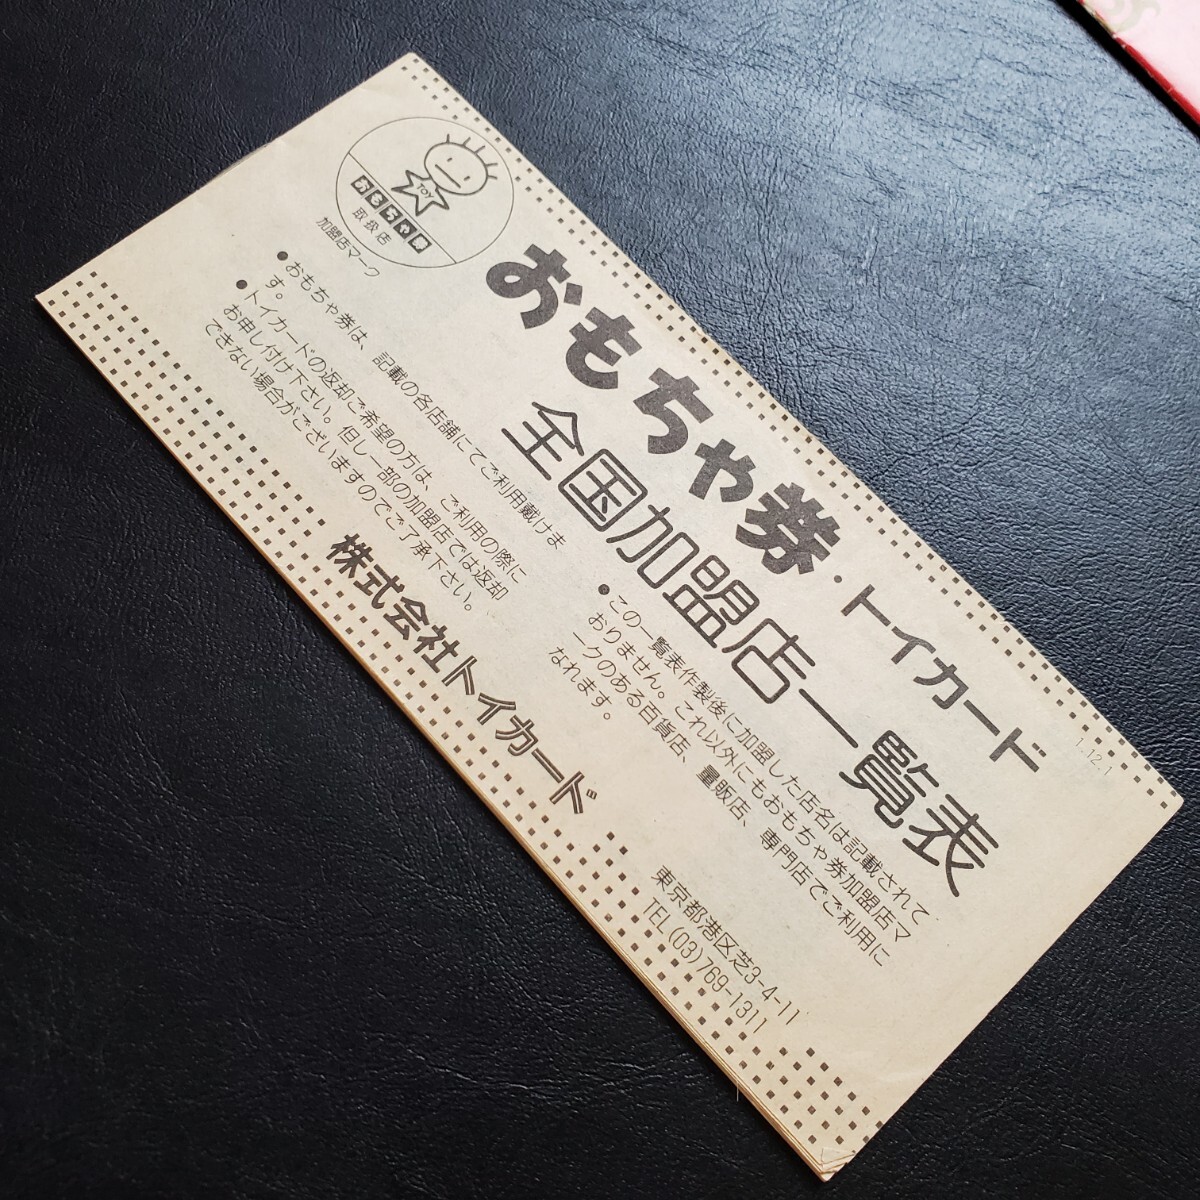 TOY
おもちゃ券
取扱店
加盟店マーク
おもちゃ券・トイカード
全国加盟店一覧表
1.12.1
●おもちゃ券は、記載の各店舗にてご利用戴けま
す。
●トイカードの返却ご希望の方は、ご利用の際に
お申し付け下さい。但し一部の加盟店では返却
できない場合がございますのでご了承下さい。
●この一覧表作製後に加盟した店名は記載されて
おりません。これ以外にもおもちゃ券加盟店マ
ークのある百貨店、量販店、専門店でご利用に
なれます。
株式会社トイカード
東京都港区芝3-4-11
TEL(03)769-1311